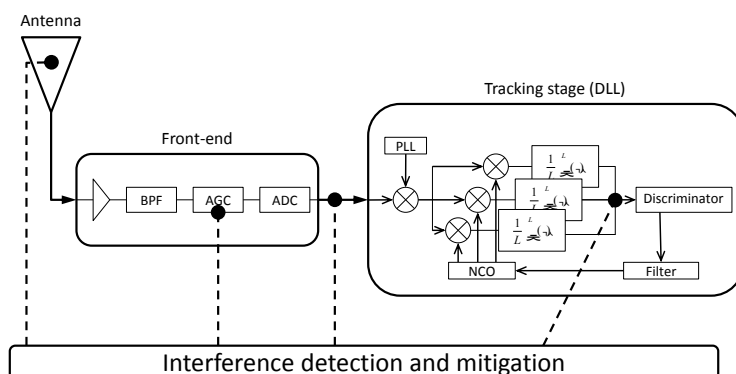 Antenna
Tracking stage (DLL)
Front-end
PLL
BPF
AGC
ADC
Discriminator
NCO
Filter
Interference detection and mitigation